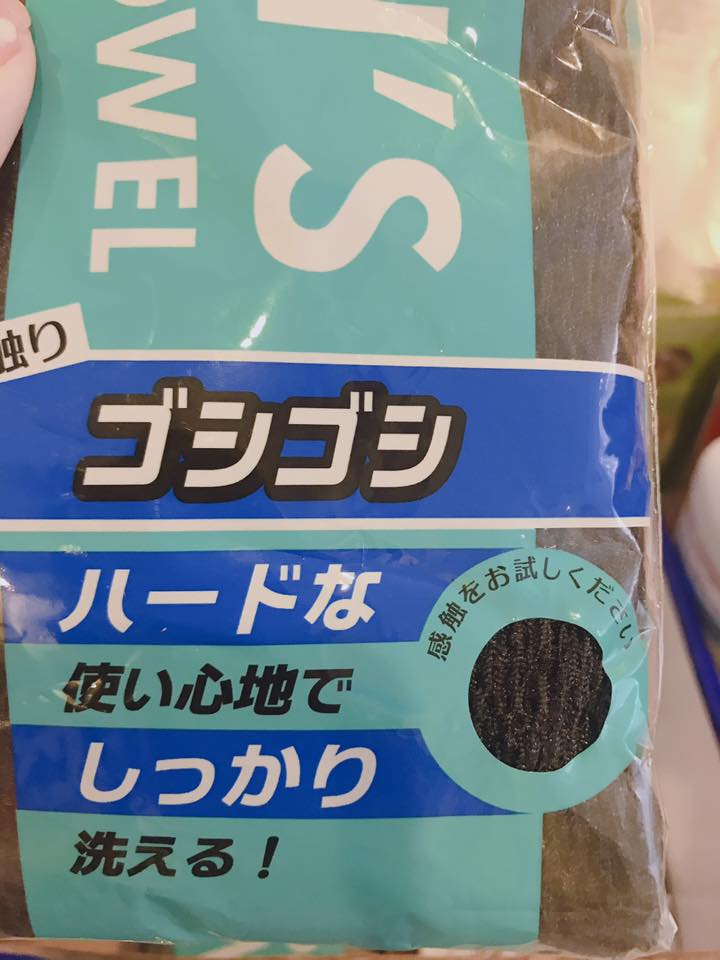 'S
OWEL
触り
ゴシゴシ
ハードな
使い心地で
しっかり
洗える!
感触をお試しください